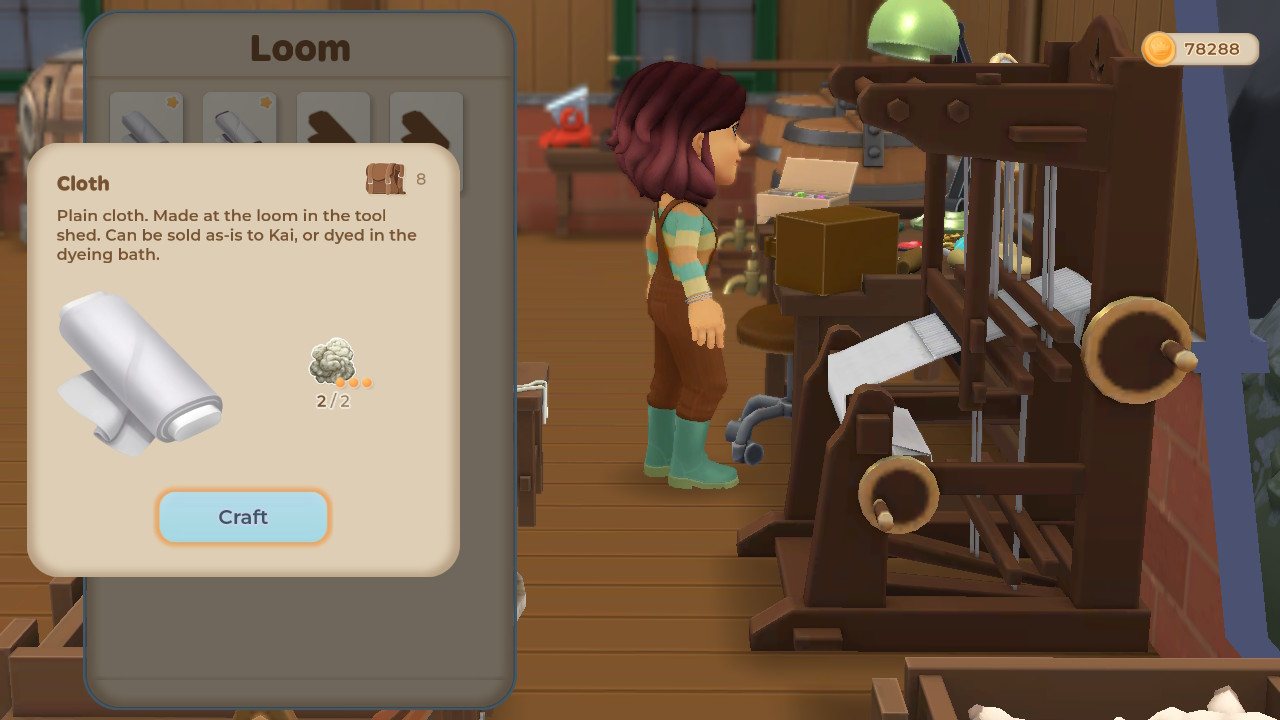 Loom
78288
Cloth
8
Plain cloth. Made at the loom in the tool
shed. Can be sold as-is to Kai, or dyed in the
dyeing bath.
2/2
Craft